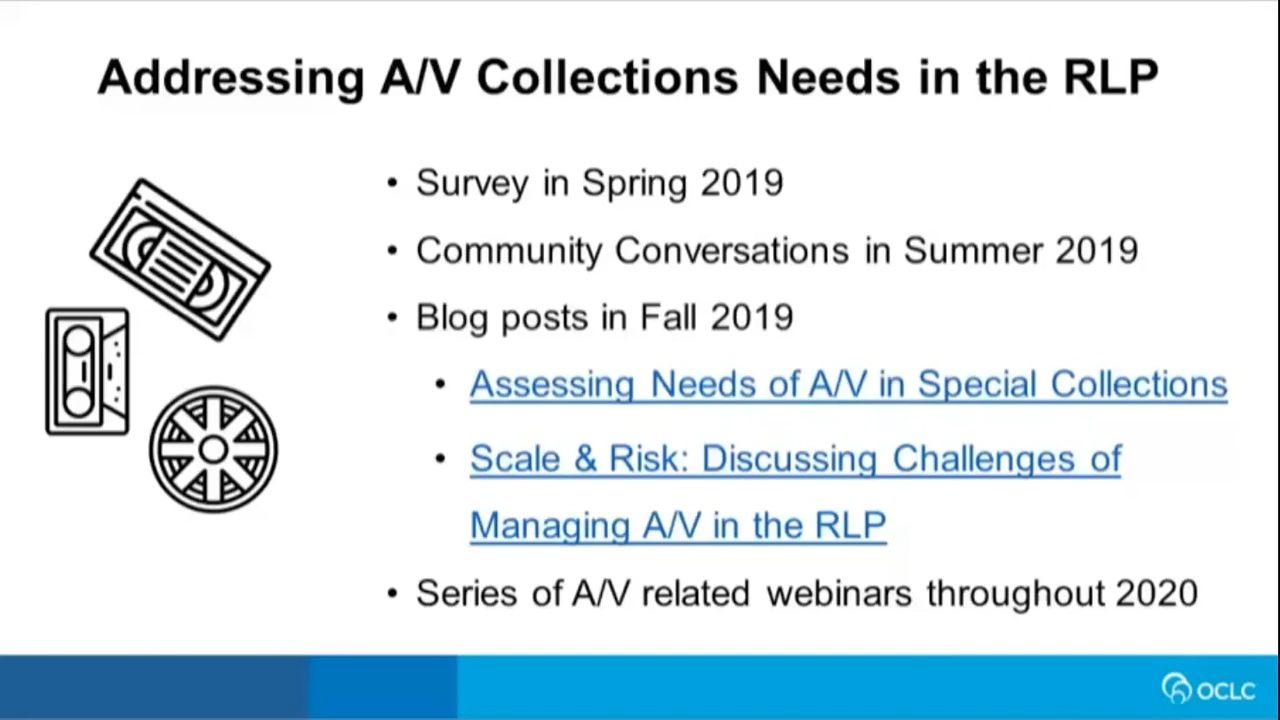 Addressing A/V Collections Needs in the RLP
• Survey in Spring 2019
• Community Conversations in Summer 2019
• Blog posts in Fall 2019
• Assessing Needs of A/V in Special Collections
• Scale & Risk: Discussing Challenges of
Managing A/V in the RLP
• Series of A/V related webinars throughout 2020
OCLC